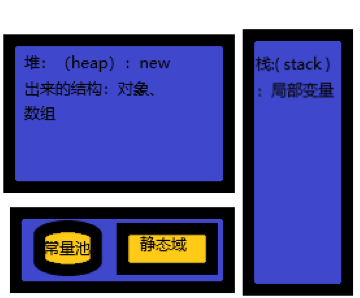 堆：（heap）：new
出来的结构：对象、
数组
栈:( stack )
：局部变量
常量池
静态域